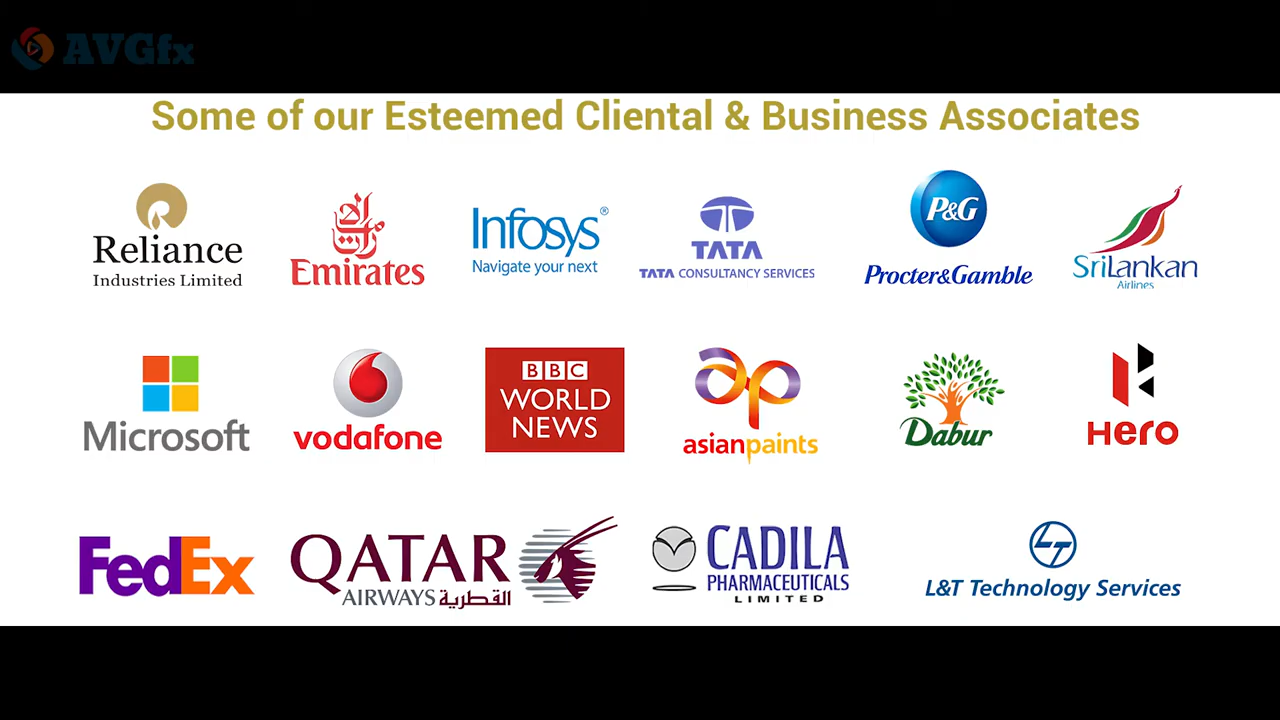 AVGfx
Some of our Esteemed Cliental & Business Associates
Reliance
Industries Limited
Emirates
Infosys®
Navigate your next
TATA
TATA CONSULTANCY SERVICES
P&G
Procter&Gamble
SriLankan
Airlines
Microsoft
vodafone
BBC
WORLD
NEWS
ap
asianpaints
Dabur
Hero
FedEx
QATAR
AIRWAYS القطرية
CADILA
PHARMACEUTICALS
LIMITED
LT
L&T Technology Services